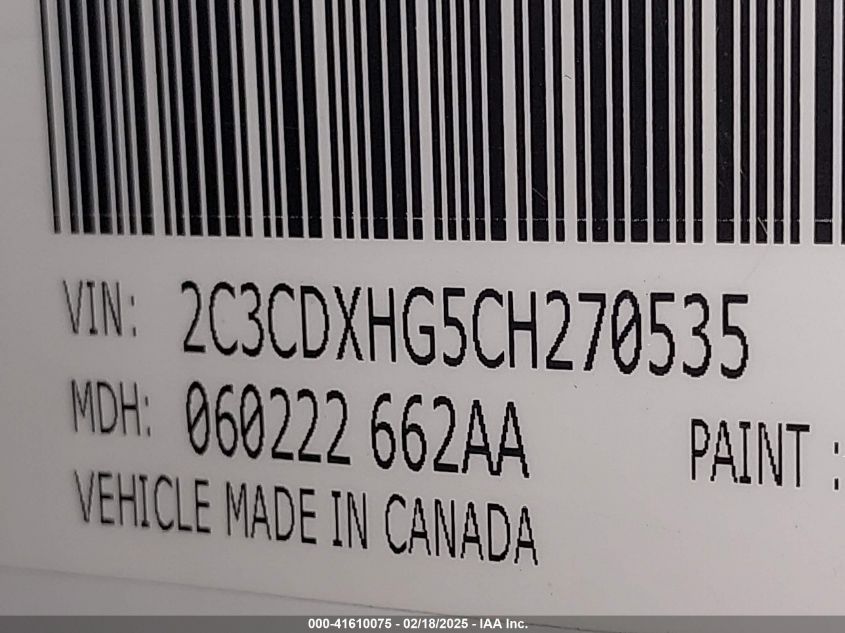 VIN: 2C3CDXHG5CH270535
MDH: 060222 662AA
PAINT :
VEHICLE MADE IN CANADA
000-41610075 - 02/18/2025 - IAA Inc.